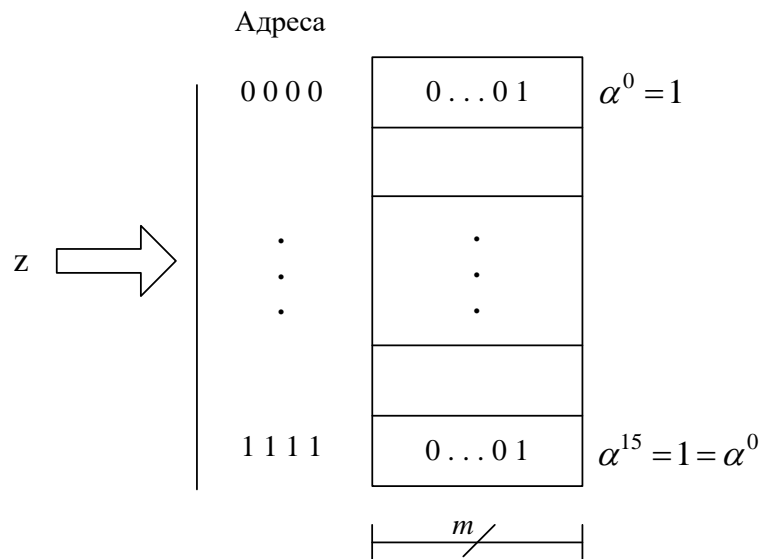 Адреса
0 0 0 0 0 . . . 0 1 α^0 = 1
z
1 1 1 1 0 . . . 0 1 α^15 = 1 = α^0
m